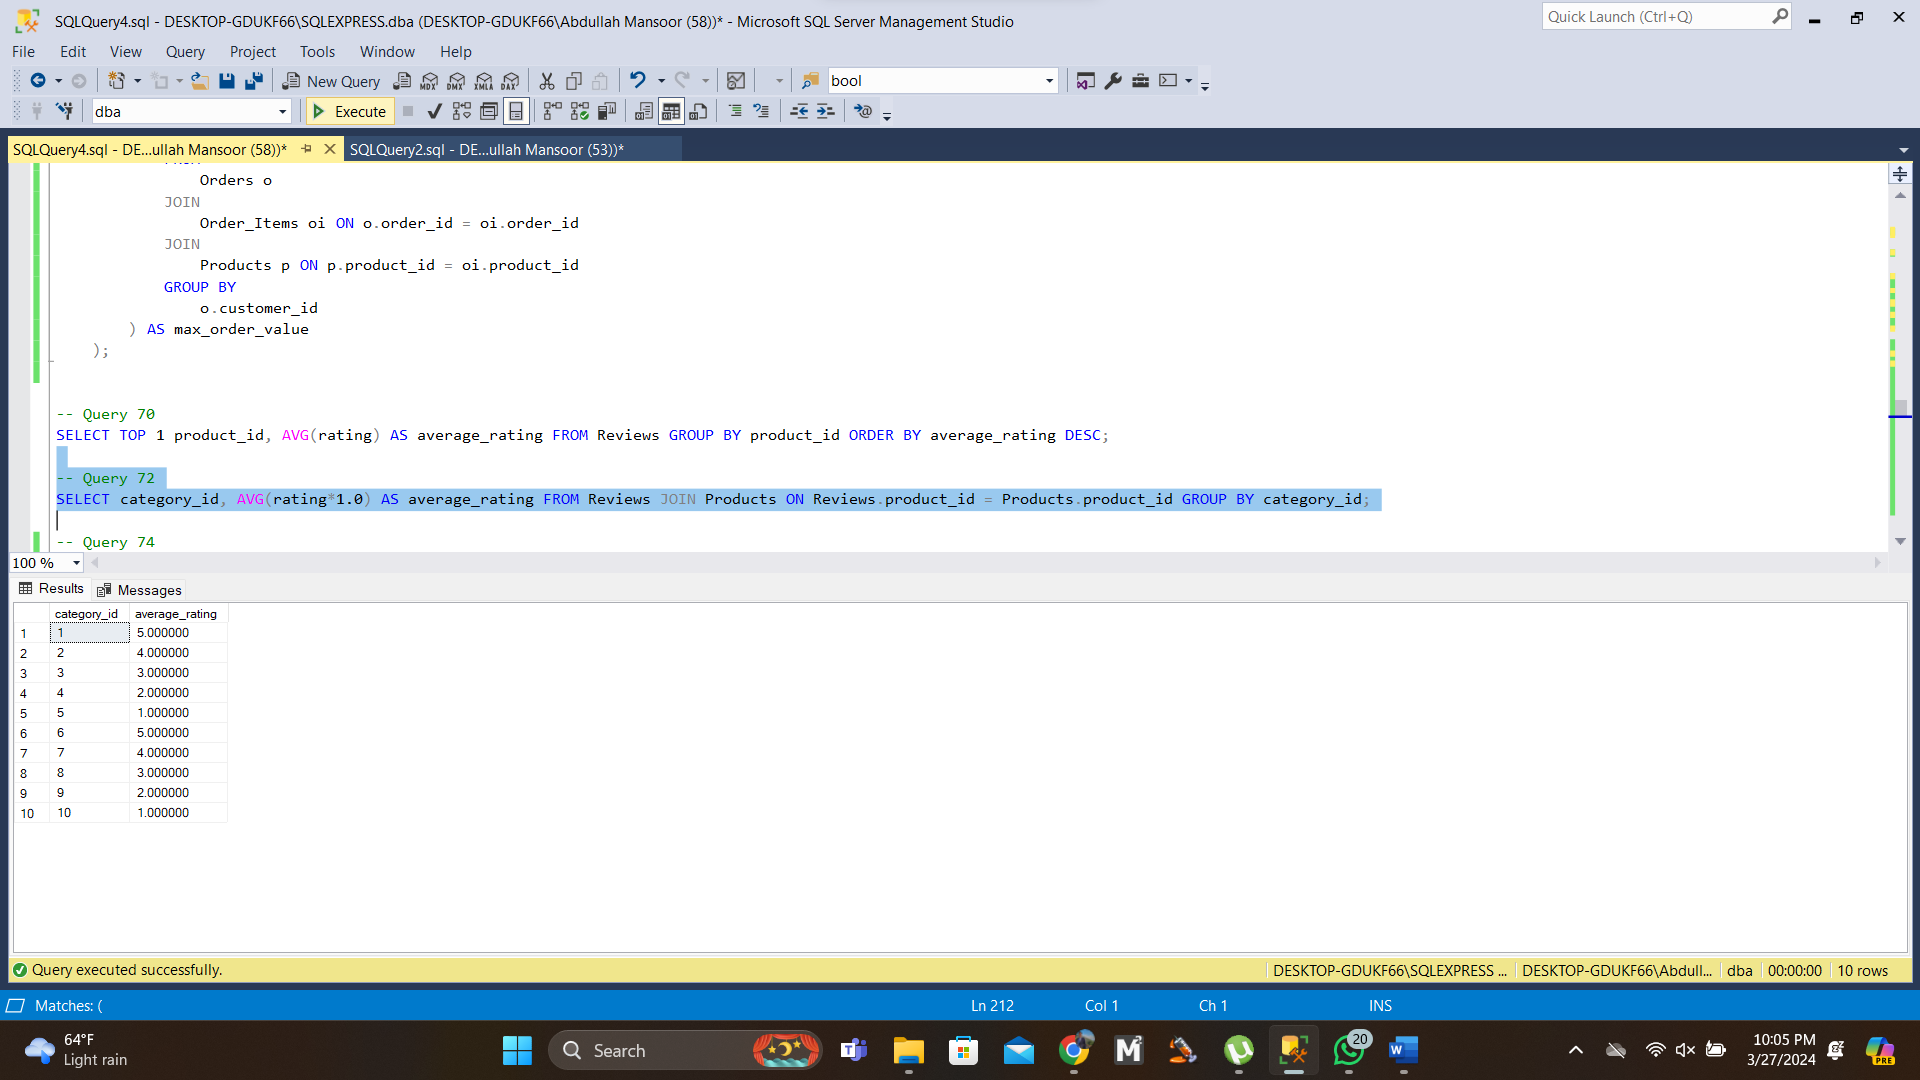 SQLQuery4.sql - DESKTOP-GDUKF66\SQLEXPRESS.dba (DESKTOP-GDUKF66\Abdullah Mansoor (58))* - Microsoft SQL Server Management Studio
Quick Launch (Ctrl+Q)
File Edit View Query Project Tools Window Help
New Query MDX DMX XMLA DAX bool
dba Execute
SQLQuery4.sql - DE...ullah Mansoor (58))* SQLQuery2.sql - DE...ullah Mansoor (53))*
Orders o
JOIN
Order_Items oi ON o.order_id = oi.order_id
JOIN
Products p ON p.product_id = oi.product_id
GROUP BY
o.customer_id
) AS max_order_value
);
-- Query 70
SELECT TOP 1 product_id, AVG(rating) AS average_rating FROM Reviews GROUP BY product_id ORDER BY average_rating DESC;
-- Query 72
SELECT category_id, AVG(rating*1.0) AS average_rating FROM Reviews JOIN Products ON Reviews.product_id = Products.product_id GROUP BY category_id;
-- Query 74
100 %
Results Messages
category_id average_rating
1 1 5.000000
2 2 4.000000
3 3 3.000000
4 4 2.000000
5 5 1.000000
6 6 5.000000
7 7 4.000000
8 8 3.000000
9 9 2.000000
10 10 1.000000
Query executed successfully. DESKTOP-GDUKF66\SQLEXPRESS ... DESKTOP-GDUKF66\Abdull... dba 00:00:00 10 rows
Matches: ( Ln 212 Col 1 Ch 1 INS
64°F
Light rain
Search
20
10:05 PM
3/27/2024
PRE